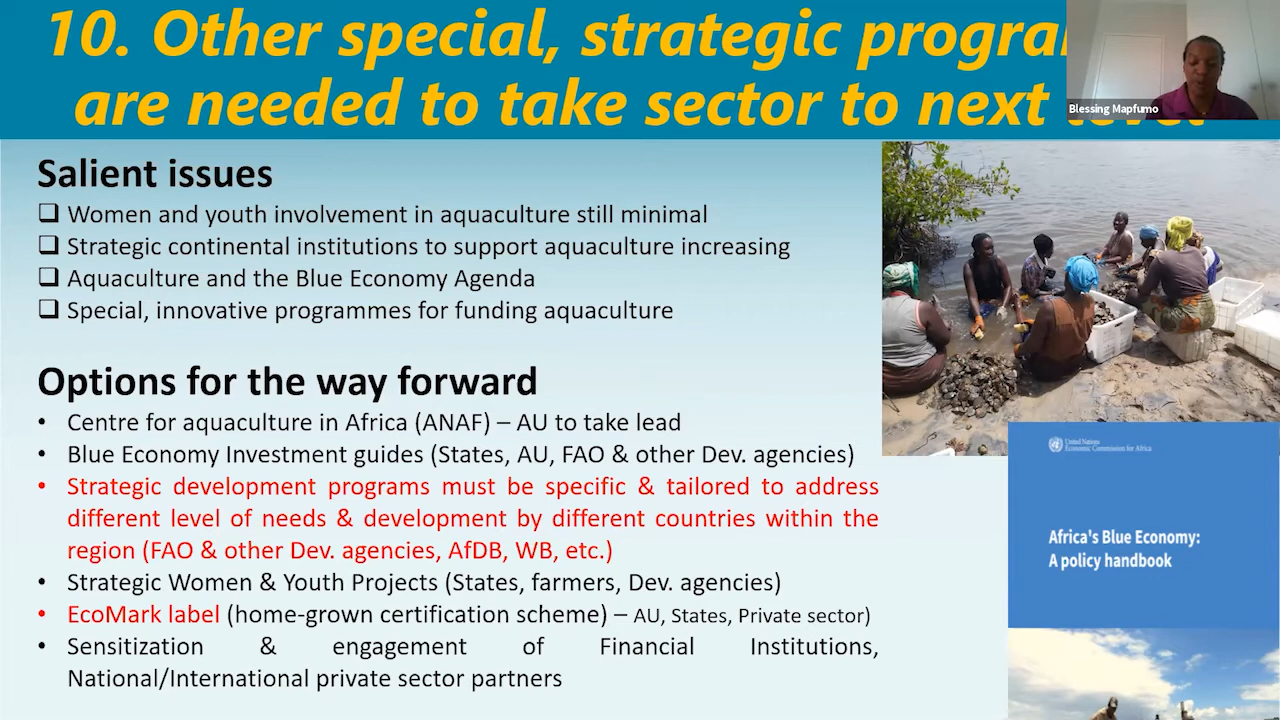 10. Other special, strategic
are needed to take sector to next level
Blessing Mapfumo
Salient issues
Women and youth involvement in aquaculture still minimal
Strategic continental institutions to support aquaculture increasing
Aquaculture and the Blue Economy Agenda
Special, innovative programmes for funding aquaculture
Options for the way forward
• Centre for aquaculture in Africa (ANAF) – AU to take lead
• Blue Economy Investment guides (States, AU, FAO & other Dev. agencies)
• Strategic development programs must be specific & tailored to address
different level of needs & development by different countries within the
region (FAO & other Dev. agencies, AfDB, WB, etc.)
• Strategic Women & Youth Projects (States, farmers, Dev. agencies)
• EcoMark label (home-grown certification scheme) – AU, States, Private sector)
• Sensitization & engagement of Financial Institutions,
National/International private sector partners
United Nations
Economic Commission for Africa
Africa's Blue Economy:
A policy handbook